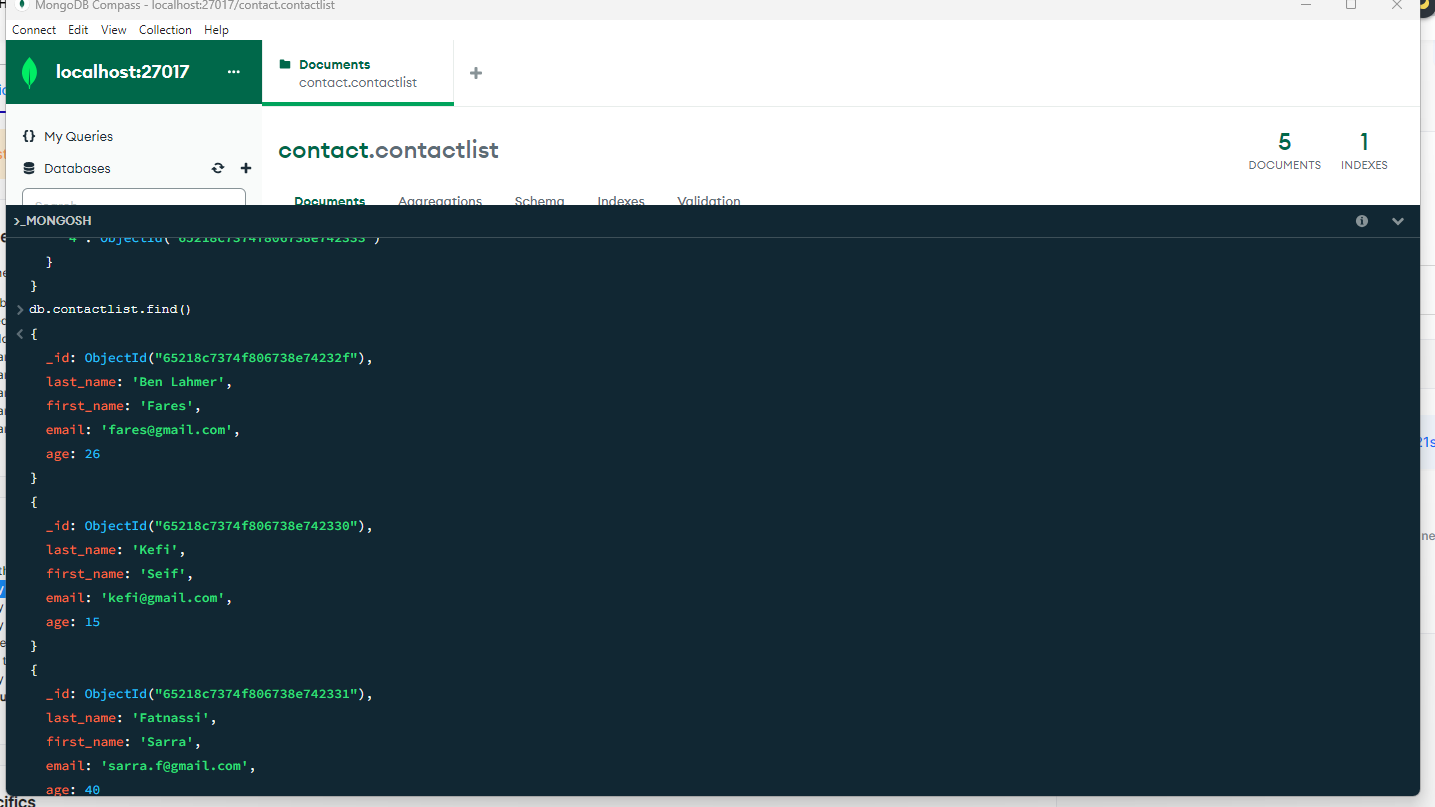 MongoDB Compass - localhost:27017/contact.contactlist
Connect Edit View Collection Help
localhost:27017 ...
Documents
contact.contactlist
My Queries
Databases
Search
contact.contactlist
5
DOCUMENTS
1
INDEXES
Documents Aggregations Schema Indexes Validation
>_MONGOSH
'4': ObjectId("65218c7374f806738e742333")
}
}
> db.contactlist.find()
< {
_id: ObjectId("65218c7374f806738e74232f"),
last_name: 'Ben Lahmer',
first_name: 'Fares',
email: 'fares@gmail.com',
age: 26
}
{
_id: ObjectId("65218c7374f806738e742330"),
last_name: 'Kefi',
first_name: 'Seif',
email: 'kefi@gmail.com',
age: 15
}
{
_id: ObjectId("65218c7374f806738e742331"),
last_name: 'Fatnassi',
first_name: 'Sarra',
email: 'sarra.f@gmail.com',
age: 40